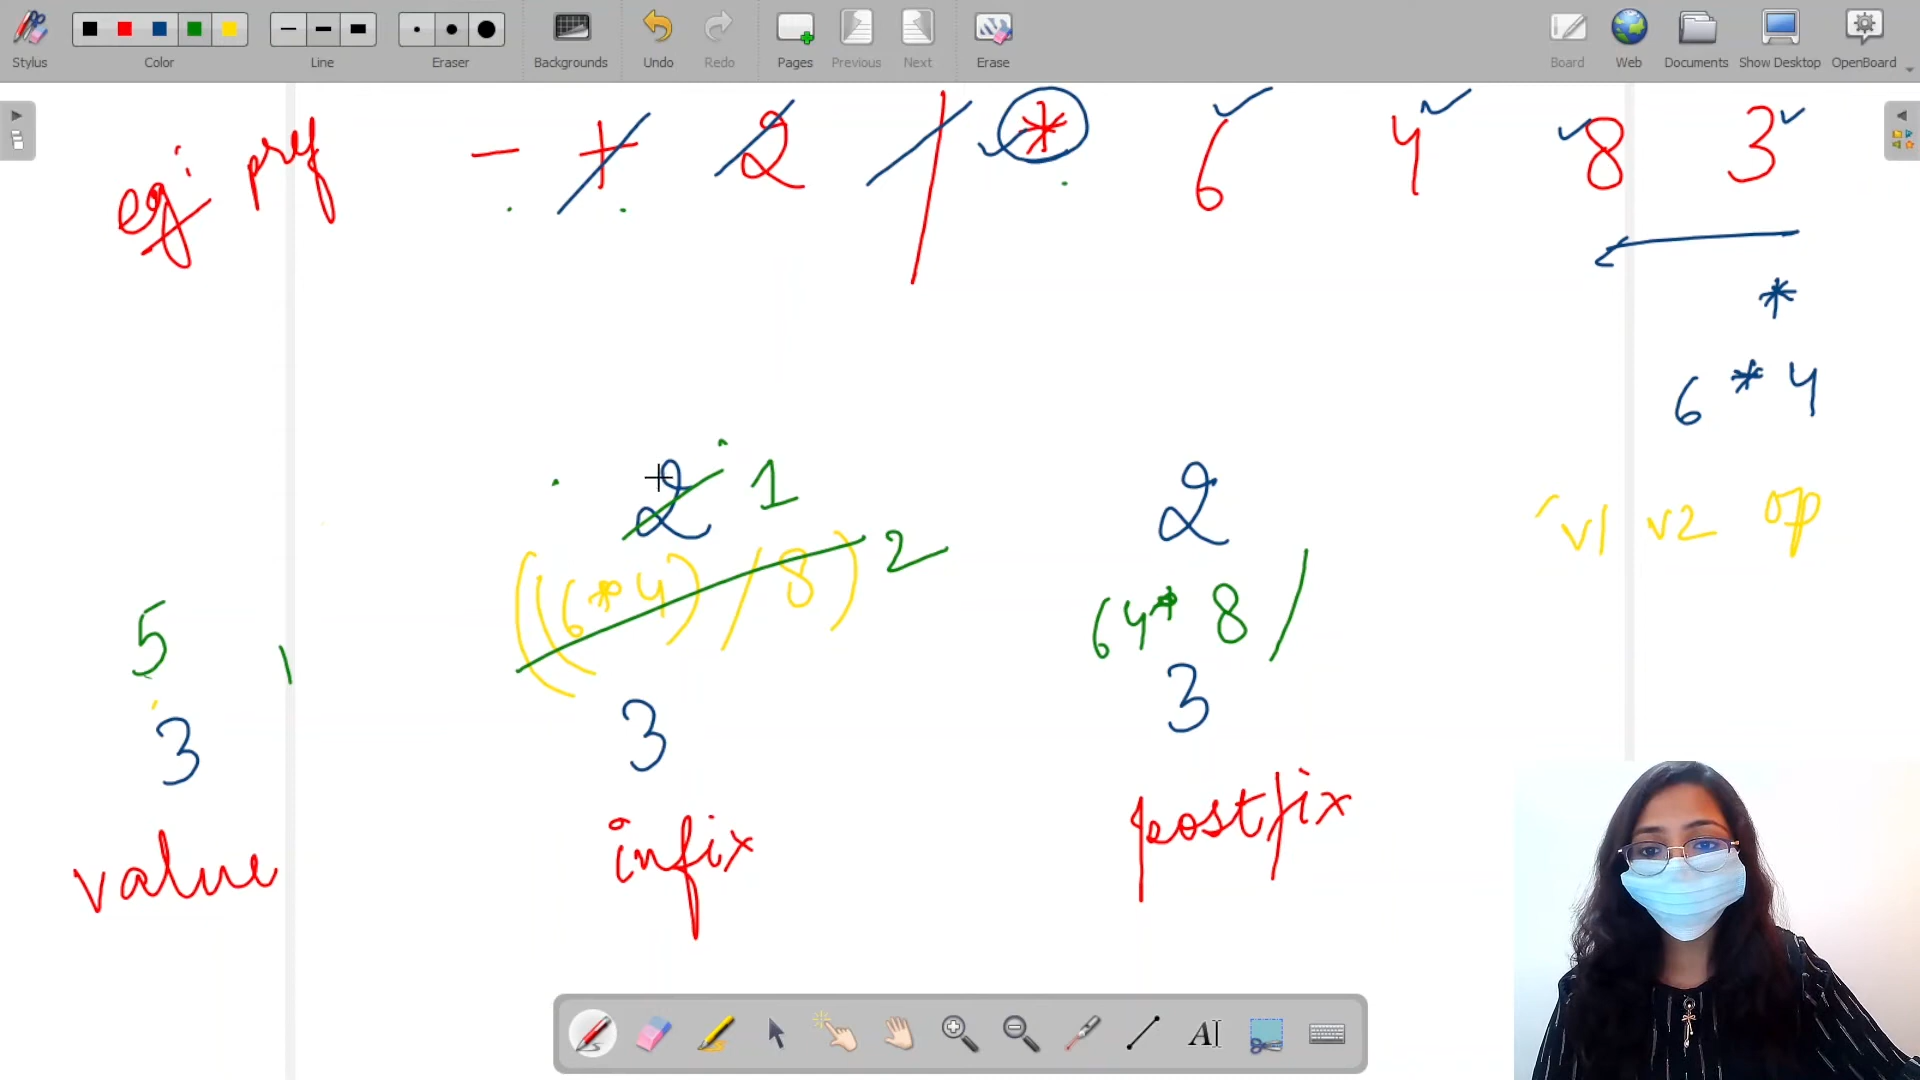 Stylus Color Line Eraser Backgrounds Undo Redo Pages Previous Next Erase Board Web Documents Show Desktop OpenBoard
eg: pref - + 2 / * 6 4 8 3
*
6 * 4
2 1 2
v1 v2 op
((6*4)/8) 2 64* 8 /
5
3 3 3
value infix postfix
AI